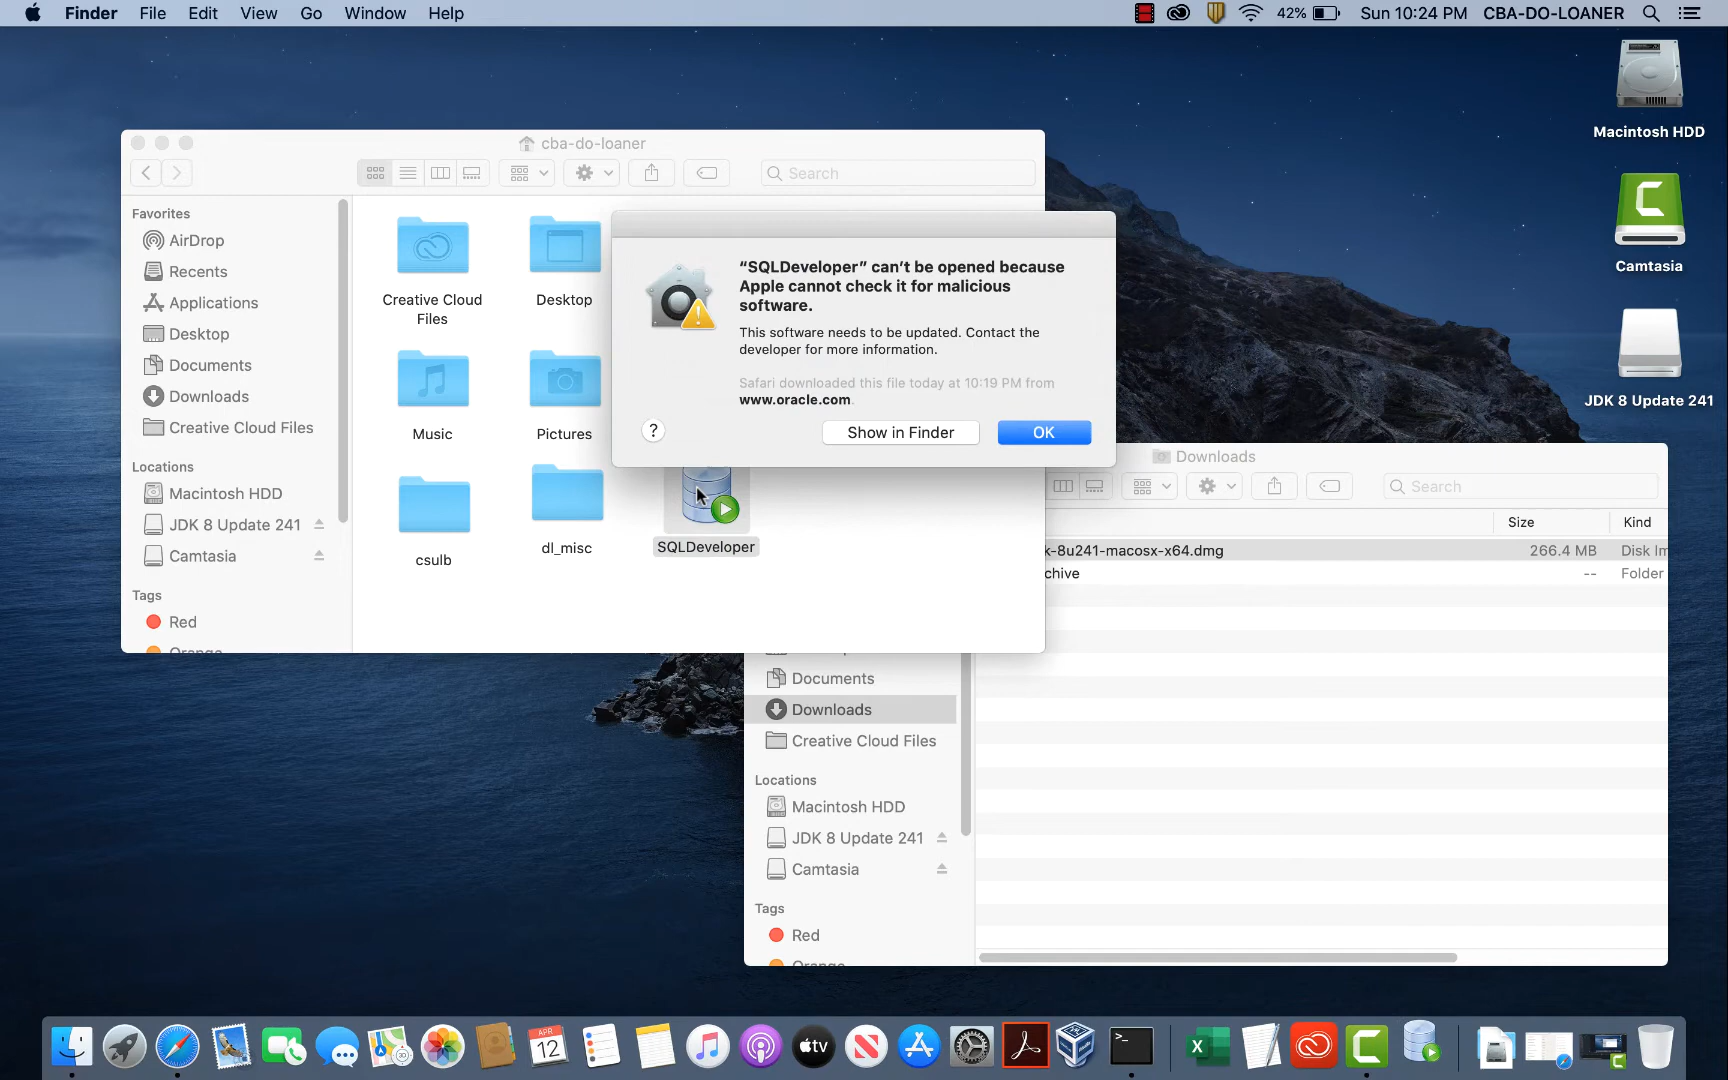 Finder File Edit View Go Window Help 42% Sun 10:24 PM CBA-DO-LOANER
Macintosh HDD
Camtasia
JDK 8 Update 241
cba-do-loaner
Search
Favorites
AirDrop
Recents
Applications
Desktop
Documents
Downloads
Creative Cloud Files
Locations
Macintosh HDD
JDK 8 Update 241
Camtasia
Tags
Red
Orange
Creative Cloud
Files
Desktop
Music
Pictures
csulb
dl_misc
SQLDeveloper
“SQLDeveloper” can’t be opened because
Apple cannot check it for malicious
software.
This software needs to be updated. Contact the
developer for more information.
Safari downloaded this file today at 10:19 PM from
www.oracle.com.
?
Show in Finder
OK
Downloads
Search
Size Kind
k-8u241-macosx-x64.dmg 266.4 MB Disk Im
chive -- Folder
Documents
Downloads
Creative Cloud Files
Locations
Macintosh HDD
JDK 8 Update 241
Camtasia
Tags
Red
Orange
APR
12
tv